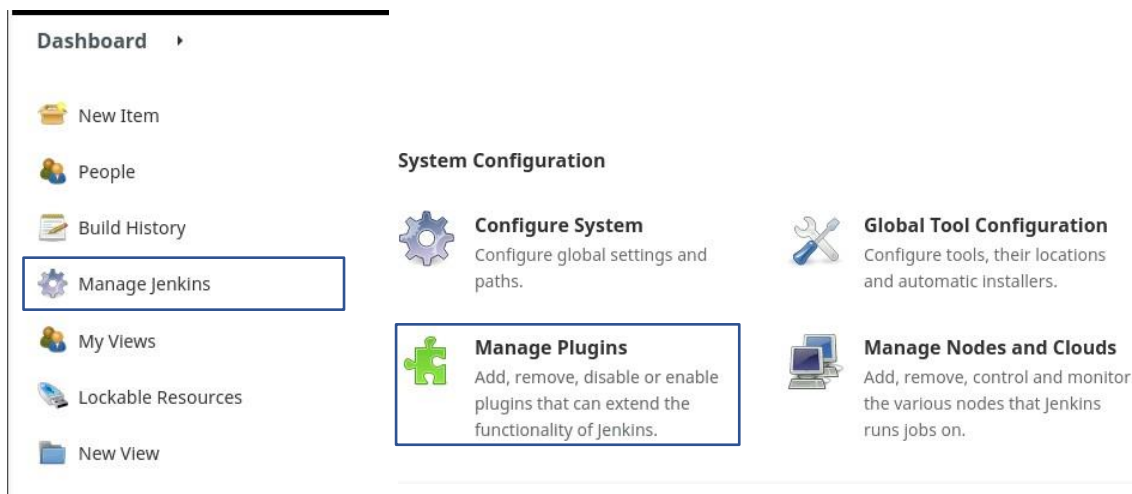 Dashboard
New Item
People
Build History
Manage Jenkins
My Views
Lockable Resources
New View
System Configuration
Configure System
Configure global settings and
paths.
Global Tool Configuration
Configure tools, their locations
and automatic installers.
Manage Plugins
Add, remove, disable or enable
plugins that can extend the
functionality of Jenkins.
Manage Nodes and Clouds
Add, remove, control and monitor
the various nodes that Jenkins
runs jobs on.